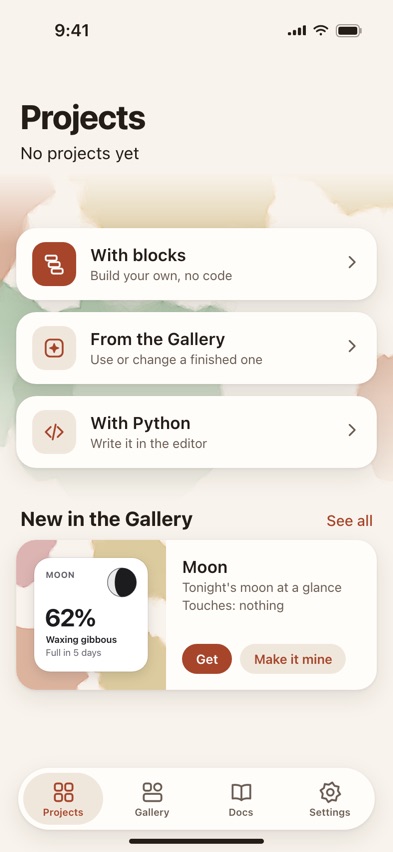 9:41
Projects
No projects yet
With blocks
Build your own, no code
From the Gallery
Use or change a finished one
With Python
Write it in the editor
New in the Gallery
See all
MOON
62%
Waxing gibbous
Full in 5 days
Moon
Tonight's moon at a glance
Touches: nothing
Get
Make it mine
Projects
Gallery
Docs
Settings